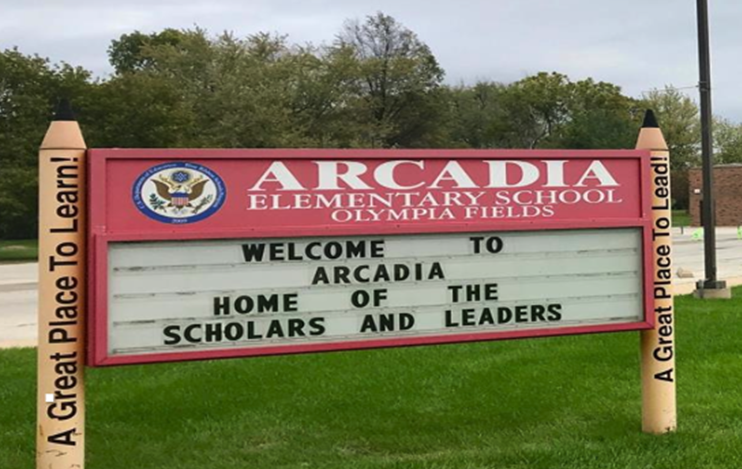 ARCADIA
ELEMENTARY SCHOOL
OLYMPIA FIELDS
WELCOME TO
ARCADIA
HOME OF THE
SCHOLARS AND LEADERS
A Great Place To Learn!
A Great Place To Lead!